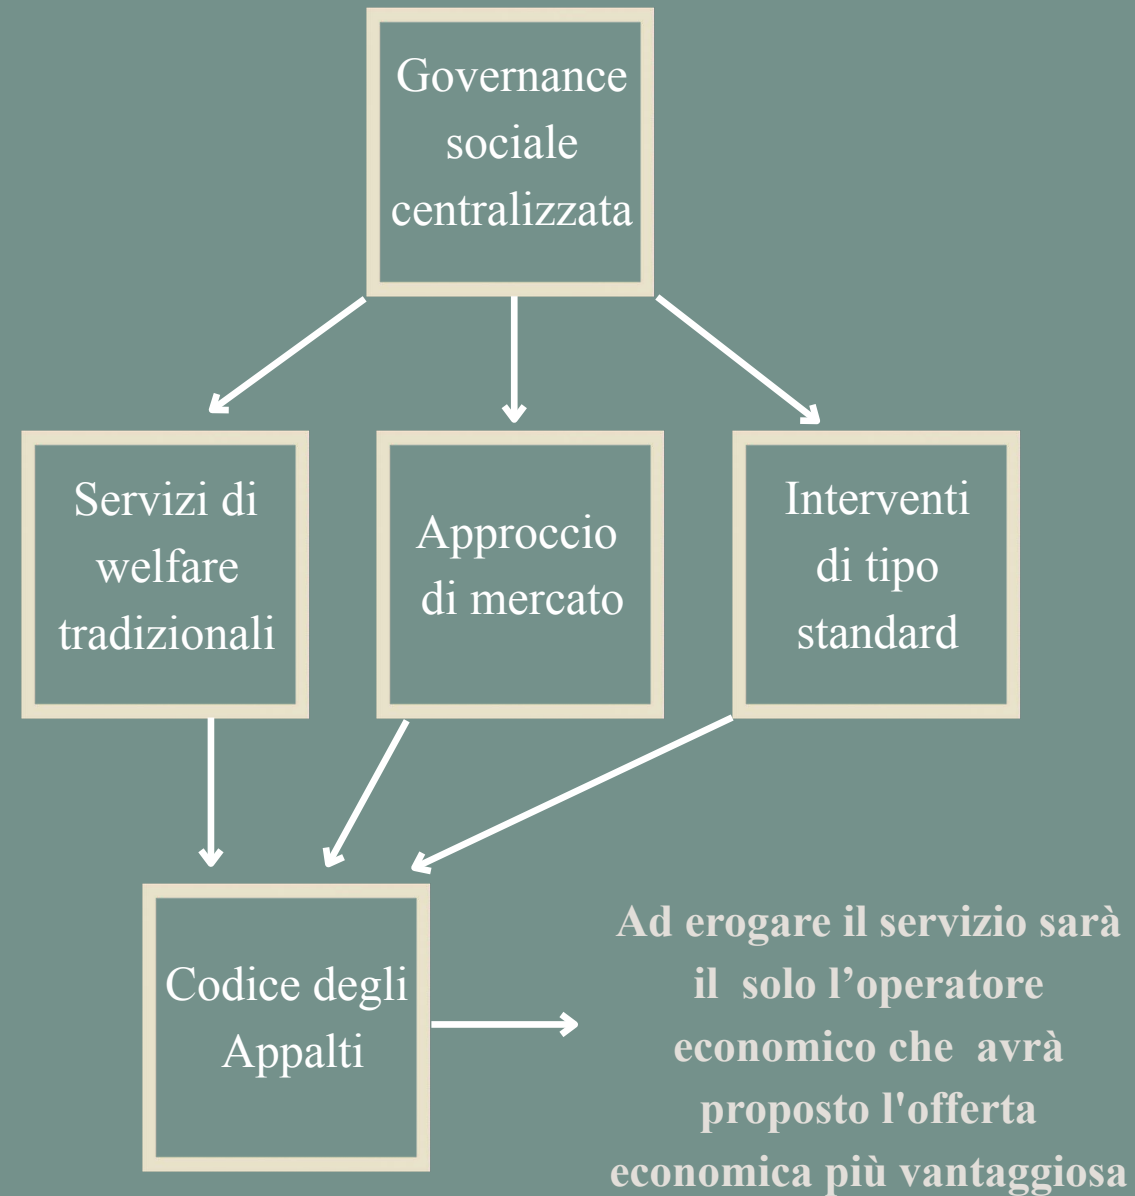 Governance
sociale
centralizzata
Servizi di
welfare
tradizionali
Approccio
di mercato
Interventi
di tipo
standard
Codice degli
Appalti
Ad erogare il servizio sarà
il solo l’operatore
economico che avrà
proposto l'offerta
economica più vantaggiosa